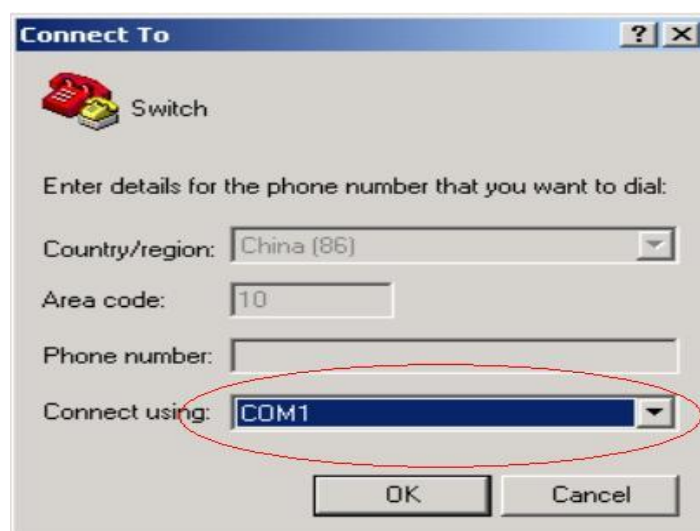 Connect To
Switch
Enter details for the phone number that you want to dial:
Country/region: China (86)
Area code: 10
Phone number:
Connect using: COM1
OK Cancel